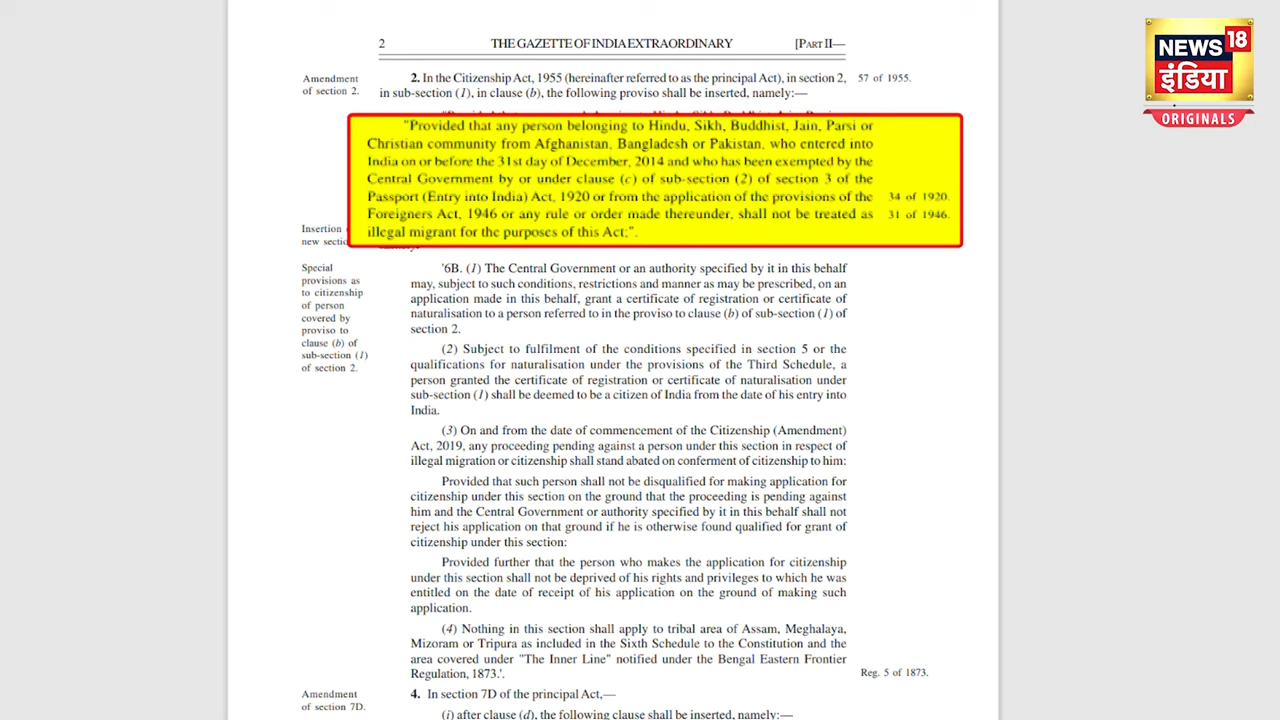 NEWS 18
इंडिया
ORIGINALS
2 THE GAZETTE OF INDIA EXTRAORDINARY [PART II—
Amendment
of section 2.
2. In the Citizenship Act, 1955 (hereinafter referred to as the principal Act), in section 2,
in sub-section (1), in clause (b), the following proviso shall be inserted, namely:—
57 of 1955.
"Provided that any person belonging to Hindu, Sikh, Buddhist, Jain, Parsi or
Christian community from Afghanistan, Bangladesh or Pakistan, who entered into
India on or before the 31st day of December, 2014 and who has been exempted by the
Central Government by or under clause (c) of sub-section (2) of section 3 of the
Passport (Entry into India) Act, 1920 or from the application of the provisions of the
Foreigners Act, 1946 or any rule or order made thereunder, shall not be treated as
illegal migrant for the purposes of this Act;".
34 of 1920.
31 of 1946.
Insertion
new
Special
provisions as
to citizenship
of person
covered by
proviso to
clause (b) of
sub-section (1)
of section 2.
'6B. (1) The Central Government or an authority specified by it in this behalf
may, subject to such conditions, restrictions and manner as may be prescribed, on an
application made in this behalf, grant a certificate of registration or certificate of
naturalisation to a person referred to in the proviso to clause (b) of sub-section (1) of
section 2.
(2) Subject to fulfilment of the conditions specified in section 5 or the
qualifications for naturalisation under the provisions of the Third Schedule, a
person granted the certificate of registration or certificate of naturalisation under
sub-section (1) shall be deemed to be a citizen of India from the date of his entry into
India.
(3) On and from the date of commencement of the Citizenship (Amendment)
Act, 2019, any proceeding pending against a person under this section in respect of
illegal migration or citizenship shall stand abated on conferment of citizenship to him:
Provided that such person shall not be disqualified for making application for
citizenship under this section on the ground that the proceeding is pending against
him and the Central Government or authority specified by it in this behalf shall not
reject his application on that ground if he is otherwise found qualified for grant of
citizenship under this section:
Provided further that the person who makes the application for citizenship
under this section shall not be deprived of his rights and privileges to which he was
entitled on the date of receipt of his application on the ground of making such
application.
(4) Nothing in this section shall apply to tribal area of Assam, Meghalaya,
Mizoram or Tripura as included in the Sixth Schedule to the Constitution and the
area covered under "The Inner Line" notified under the Bengal Eastern Frontier
Regulation, 1873.'.
Reg. 5 of 1873.
Amendment
of section 7D.
4. In section 7D of the principal Act,—
(i) after clause (d), the following clause shall be inserted, namely:—